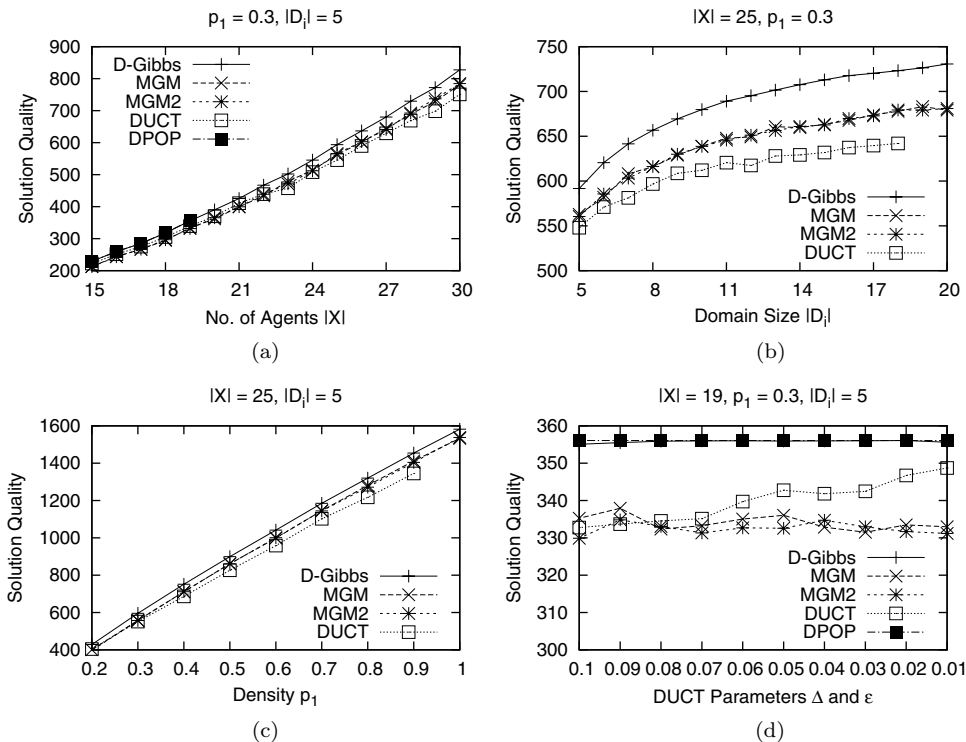 p1 = 0.3, |Di| = 5
Solution Quality
900
800
700
600
500
400
300
200
D-Gibbs
MGM
MGM2
DUCT
DPOP
15 18 21 24 27 30
No. of Agents |X|
(a)
|X| = 25, p1 = 0.3
Solution Quality
750
700
650
600
550
500
D-Gibbs
MGM
MGM2
DUCT
5 8 11 14 17 20
Domain Size |Di|
(b)
|X| = 25, |Di| = 5
Solution Quality
1600
1400
1200
1000
800
600
400
D-Gibbs
MGM
MGM2
DUCT
0.2 0.3 0.4 0.5 0.6 0.7 0.8 0.9 1
Density p1
(c)
|X| = 19, p1 = 0.3, |Di| = 5
Solution Quality
360
350
340
330
320
310
300
D-Gibbs
MGM
MGM2
DUCT
DPOP
0.1 0.09 0.08 0.07 0.06 0.05 0.04 0.03 0.02 0.01
DUCT Parameters Δ and ε
(d)